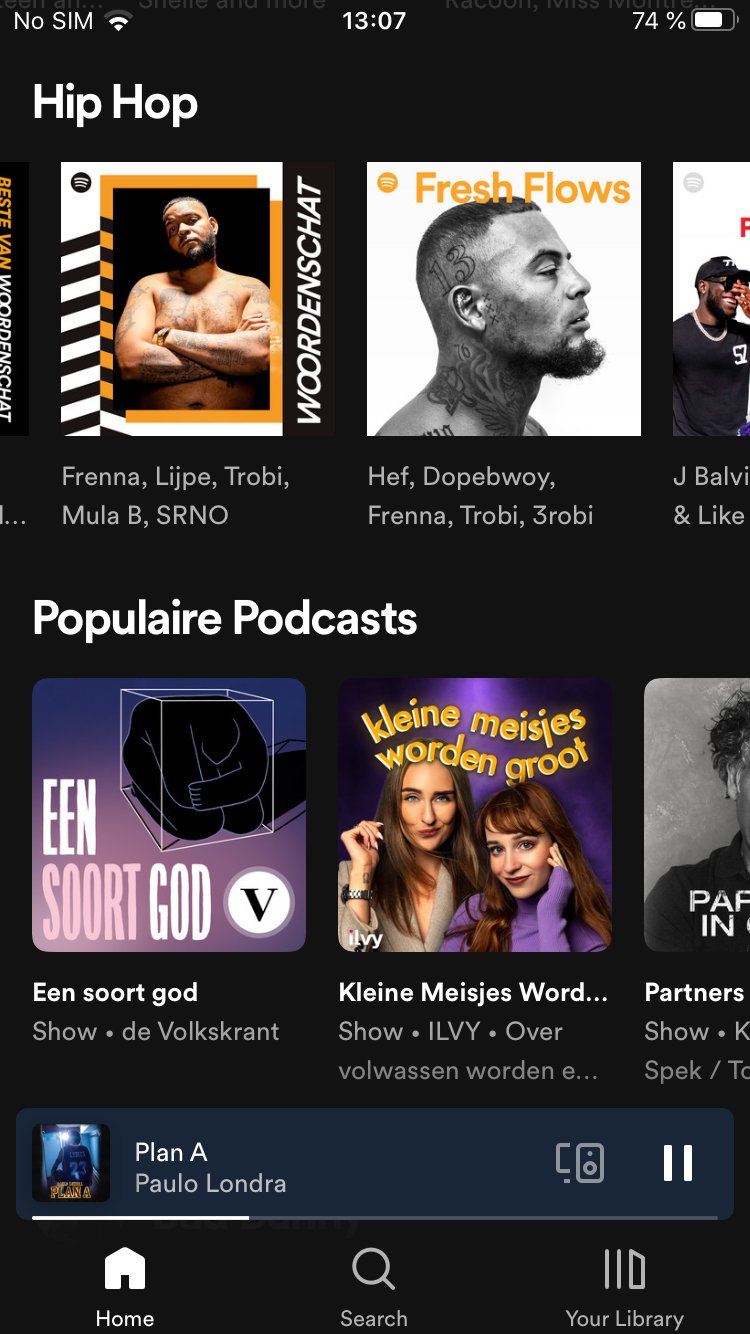 No SIM 13:07 74 %
Hip Hop
BESTE VAN WOORDENSCHAT
WOORDENSCHAT
Fresh Flows
13
Frenna, Lijpe, Trobi,
Mula B, SRNO
Hef, Dopebwoy,
Frenna, Trobi, 3robi
J Balvi
& Like
Populaire Podcasts
EEN
SOORT GOD
V
kleine meisjes
worden groot
ilvy
PAR
IN
Een soort god
Show • de Volkskrant
Kleine Meisjes Word...
Show • ILVY • Over
volwassen worden e...
Partners
Show • K
Spek / To
23
PLAN A
Plan A
Paulo Londra
Home
Search
Your Library